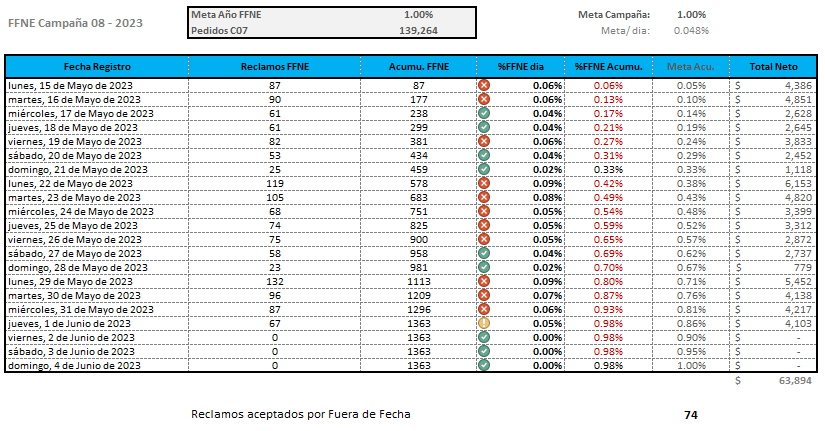 FFNE Campaña 08 - 2023
Meta Año FFNE 1.00%
Pedidos C07 139,264
Meta Campaña: 1.00%
Meta/ dia: 0.048%
Fecha Registro Reclamos FFNE Acumu. FFNE %FFNE dia %FFNE Acumu. Meta Acu. Total Neto
lunes, 15 de Mayo de 2023 87 87 0.06% 0.06% 0.05% $ 4,386
martes, 16 de Mayo de 2023 90 177 0.06% 0.13% 0.10% $ 4,851
miércoles, 17 de Mayo de 2023 61 238 0.04% 0.17% 0.14% $ 2,628
jueves, 18 de Mayo de 2023 61 299 0.04% 0.21% 0.19% $ 2,645
viernes, 19 de Mayo de 2023 82 381 0.06% 0.27% 0.24% $ 3,833
sábado, 20 de Mayo de 2023 53 434 0.04% 0.31% 0.29% $ 2,452
domingo, 21 de Mayo de 2023 25 459 0.02% 0.33% 0.33% $ 1,118
lunes, 22 de Mayo de 2023 119 578 0.09% 0.42% 0.38% $ 6,153
martes, 23 de Mayo de 2023 105 683 0.08% 0.49% 0.43% $ 4,820
miércoles, 24 de Mayo de 2023 68 751 0.05% 0.54% 0.48% $ 3,399
jueves, 25 de Mayo de 2023 74 825 0.05% 0.59% 0.52% $ 3,312
viernes, 26 de Mayo de 2023 75 900 0.05% 0.65% 0.57% $ 2,872
sábado, 27 de Mayo de 2023 58 958 0.04% 0.69% 0.62% $ 2,737
domingo, 28 de Mayo de 2023 23 981 0.02% 0.70% 0.67% $ 779
lunes, 29 de Mayo de 2023 132 1113 0.09% 0.80% 0.71% $ 5,452
martes, 30 de Mayo de 2023 96 1209 0.07% 0.87% 0.76% $ 4,138
miércoles, 31 de Mayo de 2023 87 1296 0.06% 0.93% 0.81% $ 4,217
jueves, 1 de Junio de 2023 67 1363 0.05% 0.98% 0.86% $ 4,103
viernes, 2 de Junio de 2023 0 1363 0.00% 0.98% 0.90% $ -
sábado, 3 de Junio de 2023 0 1363 0.00% 0.98% 0.95% $ -
domingo, 4 de Junio de 2023 0 1363 0.00% 0.98% 1.00% $ -
$ 63,894
Reclamos aceptados por Fuera de Fecha 74